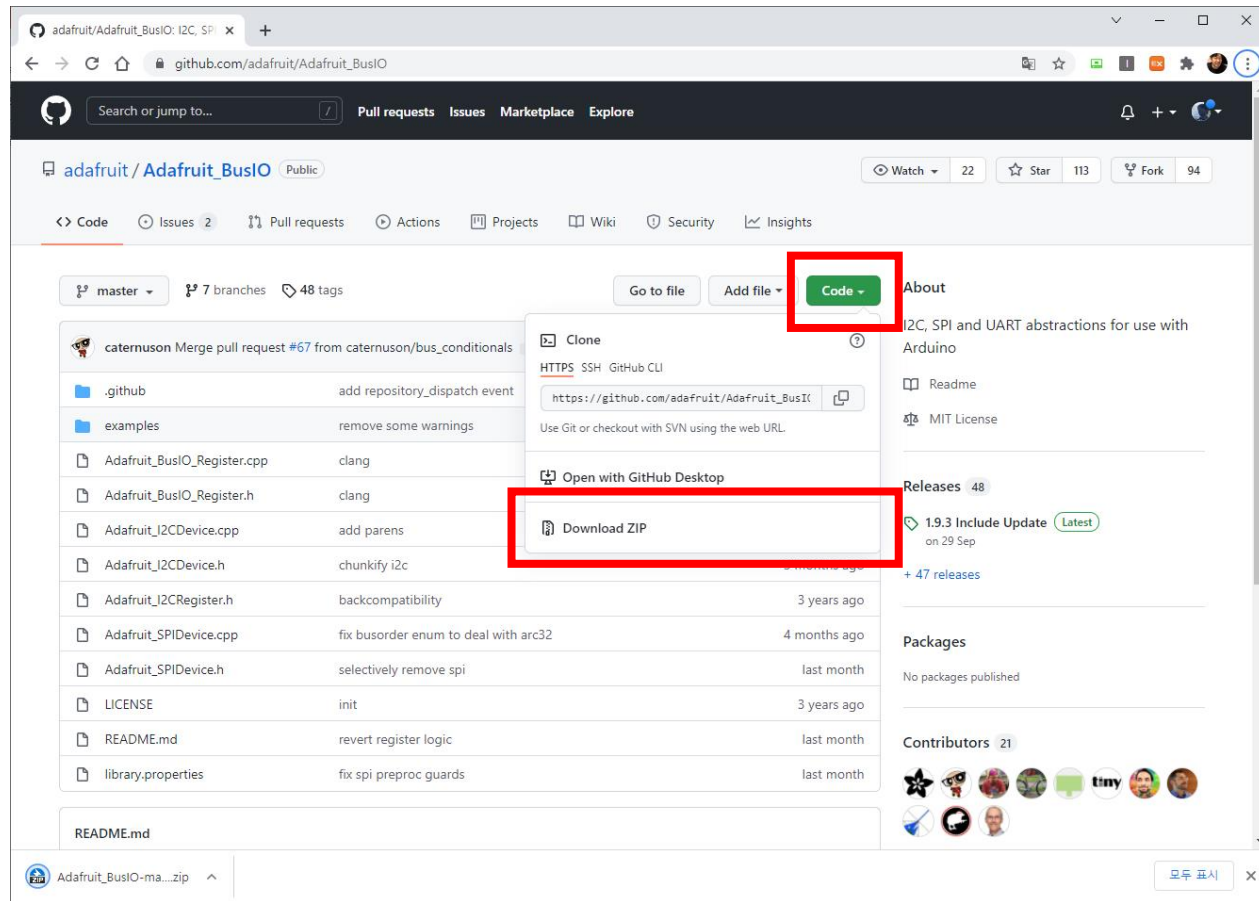 adafruit/Adafruit_BusIO: I2C, SP
github.com/adafruit/Adafruit_BusIO
Search or jump to... / Pull requests Issues Marketplace Explore
adafruit / Adafruit_BusIO Public
Watch 22 Star 113 Fork 94
Code Issues 2 Pull requests Actions Projects Wiki Security Insights
master 7 branches 48 tags Go to file Add file Code
caternuson Merge pull request #67 from caternuson/bus_conditionals
.github add repository_dispatch event
examples remove some warnings
Adafruit_BusIO_Register.cpp clang
Adafruit_BusIO_Register.h clang
Adafruit_I2CDevice.cpp add parens
Adafruit_I2CDevice.h chunkify i2c
Adafruit_I2CRegister.h backcompatibility 3 years ago
Adafruit_SPIDevice.cpp fix busorder enum to deal with arc32 4 months ago
Adafruit_SPIDevice.h selectively remove spi last month
LICENSE init 3 years ago
README.md revert register logic last month
library.properties fix spi preproc guards last month
README.md
Clone
HTTPS SSH GitHub CLI
https://github.com/adafruit/Adafruit_BusI
Use Git or checkout with SVN using the web URL.
Open with GitHub Desktop
Download ZIP
About
I2C, SPI and UART abstractions for use with
Arduino
Readme
MIT License
Releases 48
1.9.3 Include Update Latest
on 29 Sep
+ 47 releases
Packages
No packages published
Contributors 21
tiny
Adafruit_BusIO-ma....zip
모두 표시